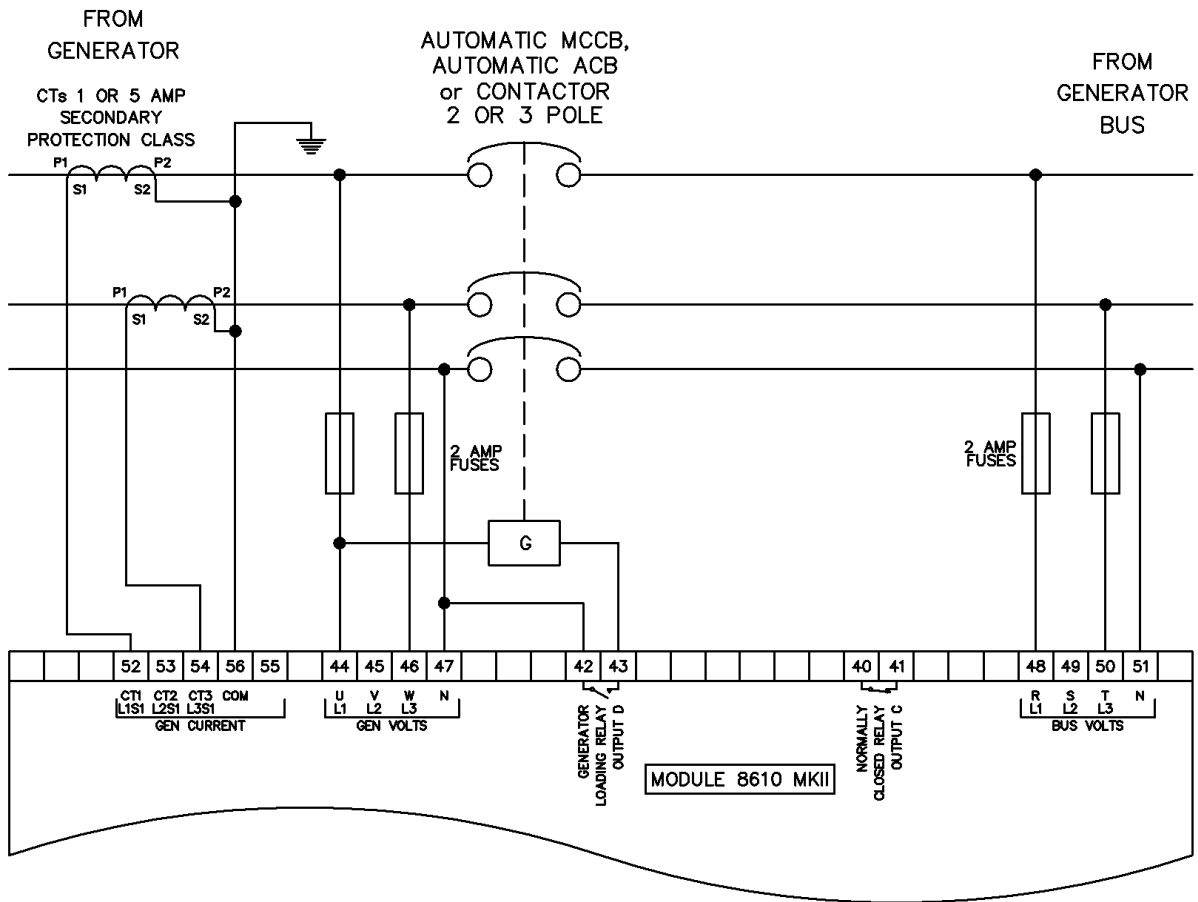 FROM
GENERATOR
CTs 1 OR 5 AMP
SECONDARY
PROTECTION CLASS
AUTOMATIC MCCB,
AUTOMATIC ACB
or CONTACTOR
2 OR 3 POLE
FROM
GENERATOR
BUS
P1 P2
S1 S2
P1 P2
S1 S2
2 AMP
FUSES
2 AMP
FUSES
G
52 53 54 56 55 44 45 46 47 42 43 40 41 48 49 50 51
CT1 CT2 CT3 COM
L1S1 L2S1 L3S1
GEN CURRENT
U V W N
L1 L2 L3
GEN VOLTS
GENERATOR
LOADING RELAY
OUTPUT D
NORMALLY
CLOSED RELAY
OUTPUT C
R S T N
L1 L2 L3
BUS VOLTS
MODULE 8610 MKII